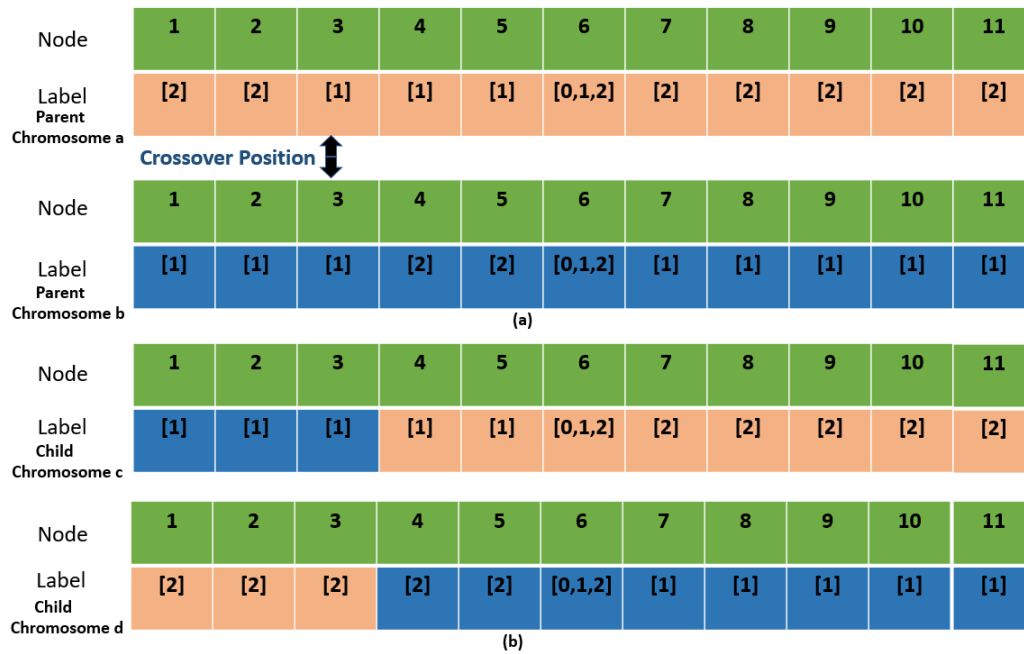 Node 1 2 3 4 5 6 7 8 9 10 11
Label [2] [2] [1] [1] [1] [0,1,2] [2] [2] [2] [2] [2]
Parent
Chromosome a
Crossover Position
Node 1 2 3 4 5 6 7 8 9 10 11
Label [1] [1] [1] [2] [2] [0,1,2] [1] [1] [1] [1] [1]
Parent
Chromosome b
(a)
Node 1 2 3 4 5 6 7 8 9 10 11
Label [1] [1] [1] [1] [1] [0,1,2] [2] [2] [2] [2] [2]
Child
Chromosome c
Node 1 2 3 4 5 6 7 8 9 10 11
Label [2] [2] [2] [2] [2] [0,1,2] [1] [1] [1] [1] [1]
Child
Chromosome d
(b)